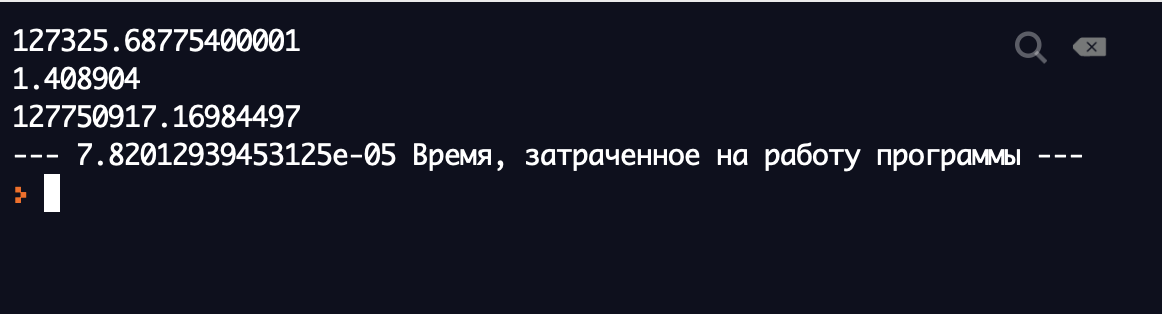 127325.68775400001
1.408904
127750917.16984497
--- 7.82012939453125e-05 Время, затраченное на работу программы ---